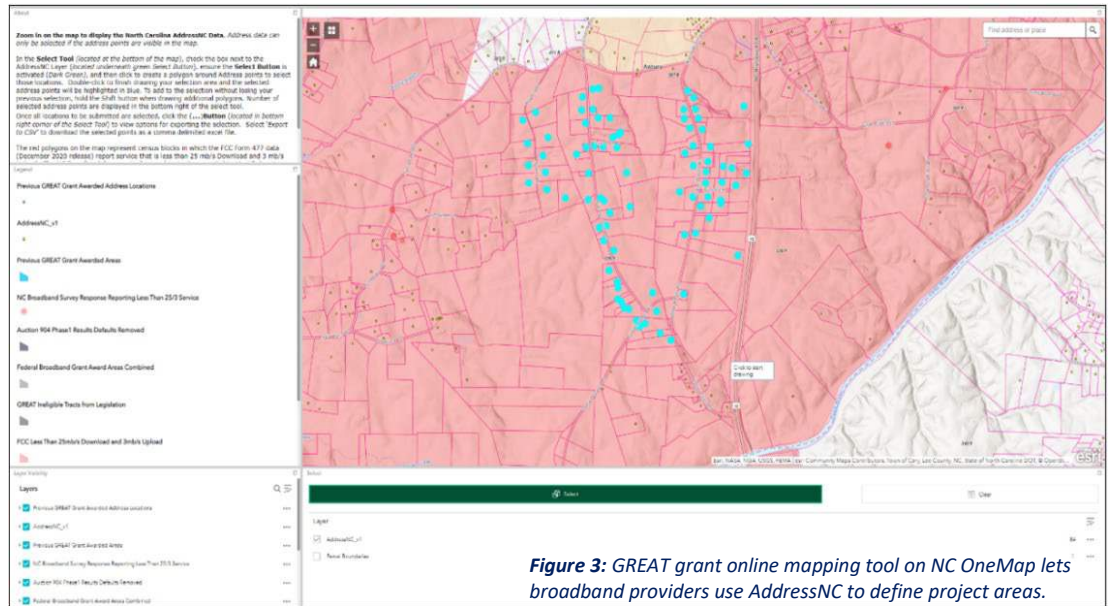 About
Zoom in on the map to display the North Carolina AddressNC Data. Address data can
only be selected if the address points are visible in the map.
In the Select Tool (located at the bottom of the map), check the box next to the
AddressNC Layer (located underneath green Select Button), ensure the Select Button is
activated (Dark Green), and then click to create a polygon around Address points to select
those locations. Double-click to finish drawing your selection area and the selected
address points will be highlighted in blue. To add to the selection without losing your
previous selection, hold the Shift button when drawing additional polygons. Number of
selected address points are displayed in the bottom right of the select tool.
Once all locations to be submitted are selected, click the (...)Button (located in bottom
right corner of the Select Tool) to view options for exporting the selection. Select 'Export
to CSV' to download the selected points as a comma delimited excel file.
The red polygons on the map represent census blocks in which the FCC Form 477 data
(December 2020 release) report service that is less than 25 mb/s Download and 3 mb/s
Legend
Previous GREAT Grant Awarded Address Locations
AddressNC_v1
Previous GREAT Grant Awarded Areas
NC Broadband Survey Response Reporting Less Than 25/3 Service
Auction 904 Phase1 Results Defaults Removed
Federal Broadband Grant Award Areas Combined
GREAT Ineligible Tracts from Legislation
FCC Less Than 25mb/s Download and 3mb/s Upload
Find address or place
Click to start
drawing
esri
Layer Visibility
Layers
Previous GREAT Grant Awarded Address Locations
AddressNC_v1
Previous GREAT Grant Awarded Areas
NC Broadband Survey Response Reporting Less Than 25/3 Service
Auction 904 Phase1 Results Defaults Removed
Federal Broadband Grant Award Areas Combined
Select
Select
Clear
Layer
AddressNC_v1
84
Parcel Boundaries
Figure 3: GREAT grant online mapping tool on NC OneMap lets
broadband providers use AddressNC to define project areas.